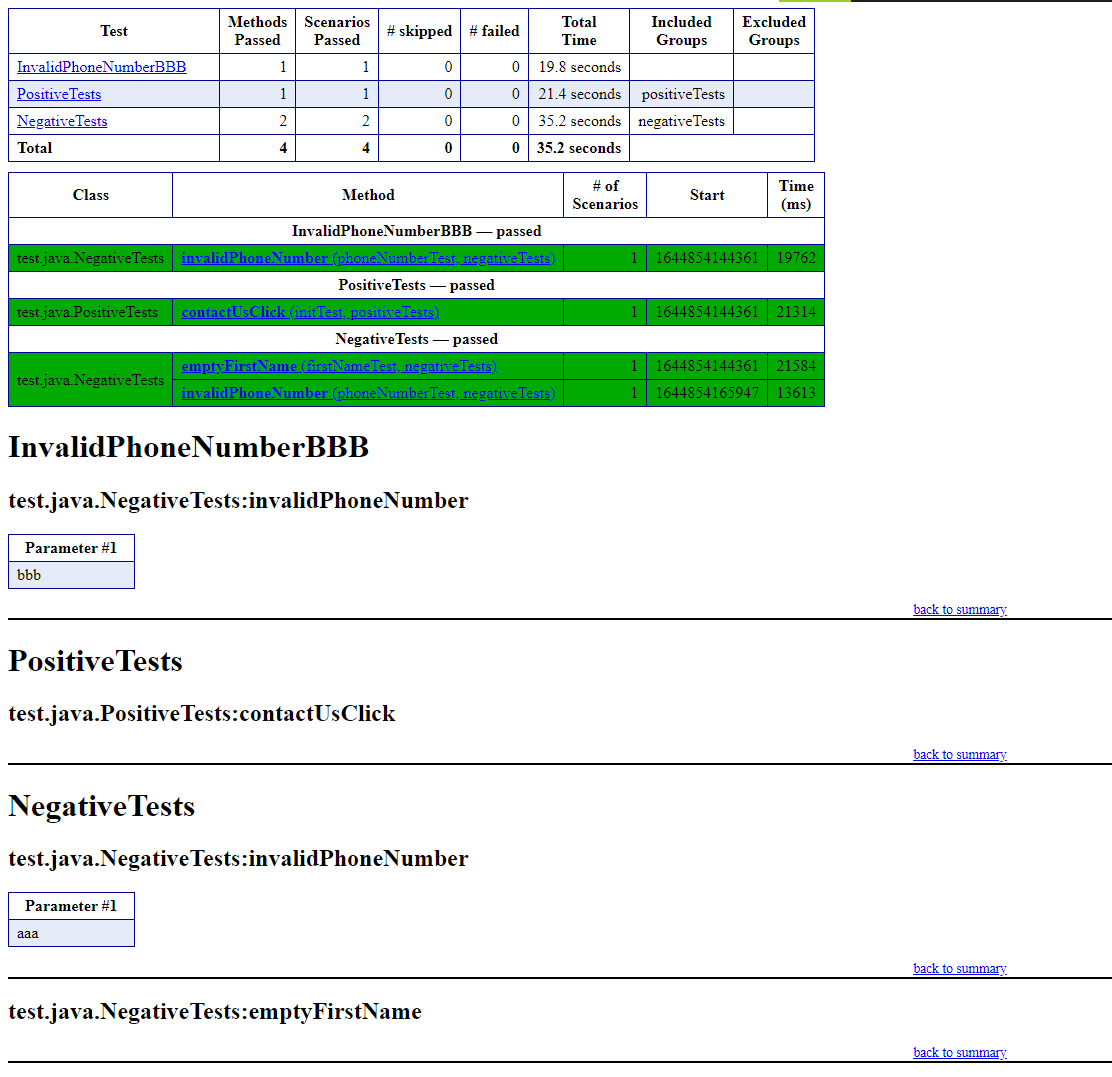 Test Methods Passed Scenarios Passed # skipped # failed Total Time Included Groups Excluded Groups
InvalidPhoneNumberBBB 1 1 0 0 19.8 seconds
PositiveTests 1 1 0 0 21.4 seconds positiveTests
NegativeTests 2 2 0 0 35.2 seconds negativeTests
Total 4 4 0 0 35.2 seconds
Class Method # of Scenarios Start Time (ms)
InvalidPhoneNumberBBB — passed
test.java.NegativeTests invalidPhoneNumber (phoneNumberTest, negativeTests) 1 1644854144361 19762
PositiveTests — passed
test.java.PositiveTests contactUsClick (initTest, positiveTests) 1 1644854144361 21314
NegativeTests — passed
test.java.NegativeTests emptyFirstName (firstNameTest, negativeTests) 1 1644854144361 21584
invalidPhoneNumber (phoneNumberTest, negativeTests) 1 1644854165947 13613
InvalidPhoneNumberBBB
test.java.NegativeTests:invalidPhoneNumber
Parameter #1
bbb
back to summary
PositiveTests
test.java.PositiveTests:contactUsClick
back to summary
NegativeTests
test.java.NegativeTests:invalidPhoneNumber
Parameter #1
aaa
back to summary
test.java.NegativeTests:emptyFirstName
back to summary